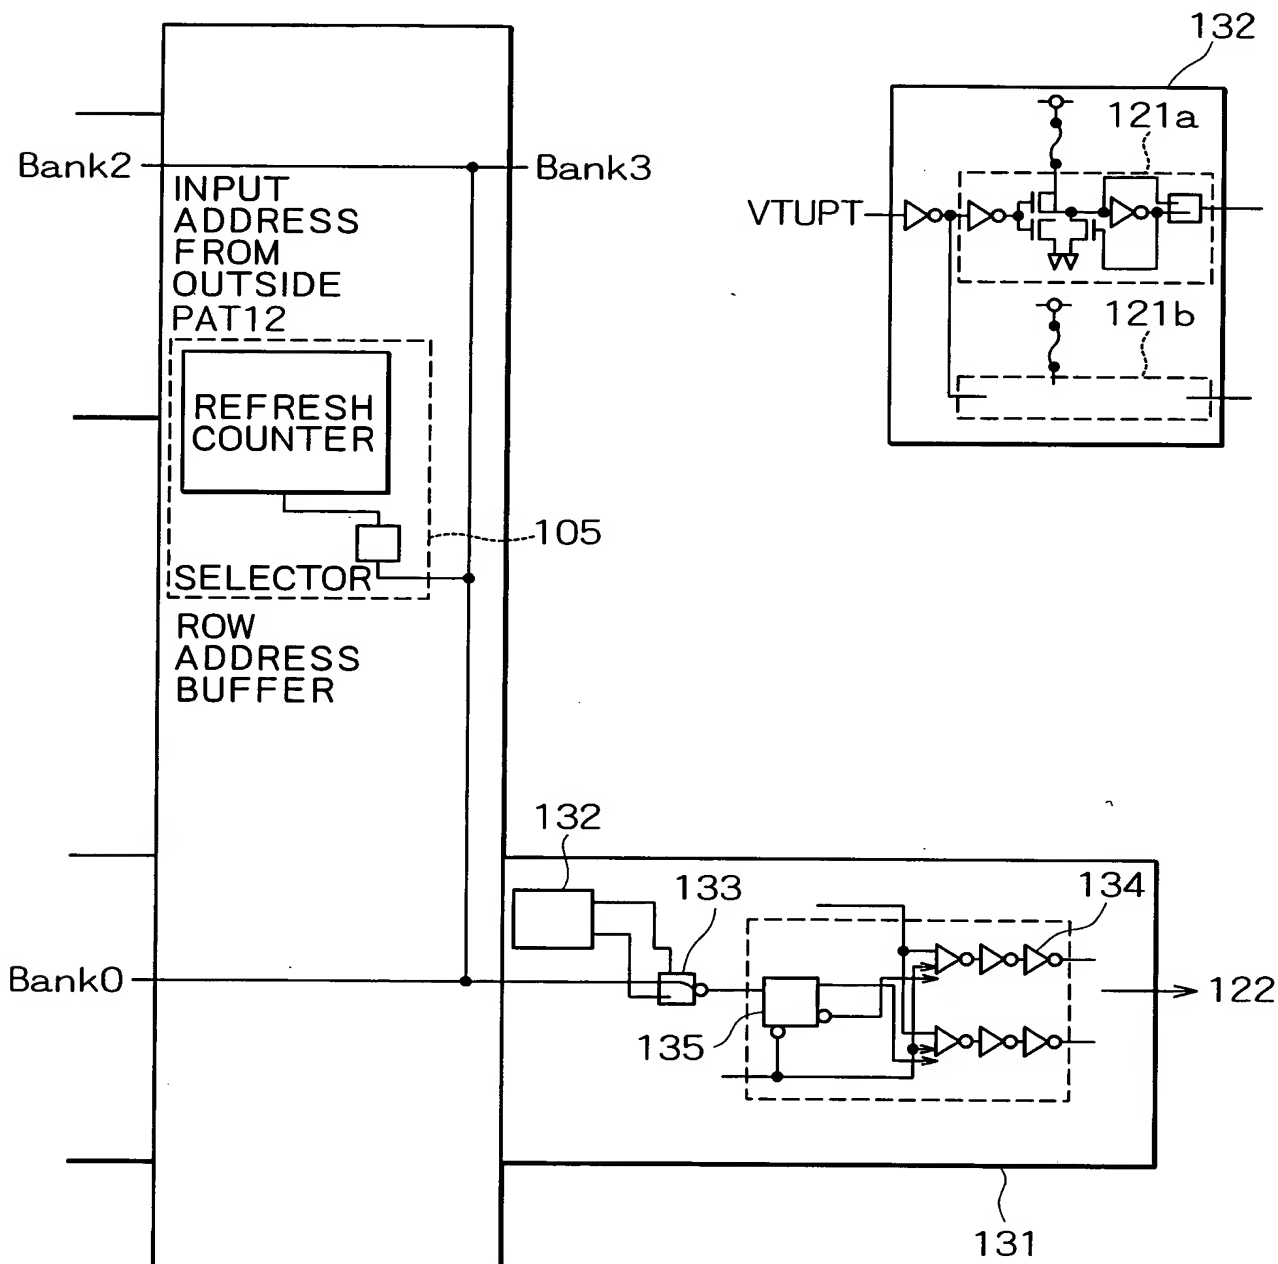 132
121a
Bank2
Bank3
INPUT
ADDRESS
FROM
OUTSIDE
PAT12
VTUPT
121b
REFRESH
COUNTER
105
SELECTOR
ROW
ADDRESS
BUFFER
132
133
134
Bank0
122
135
131